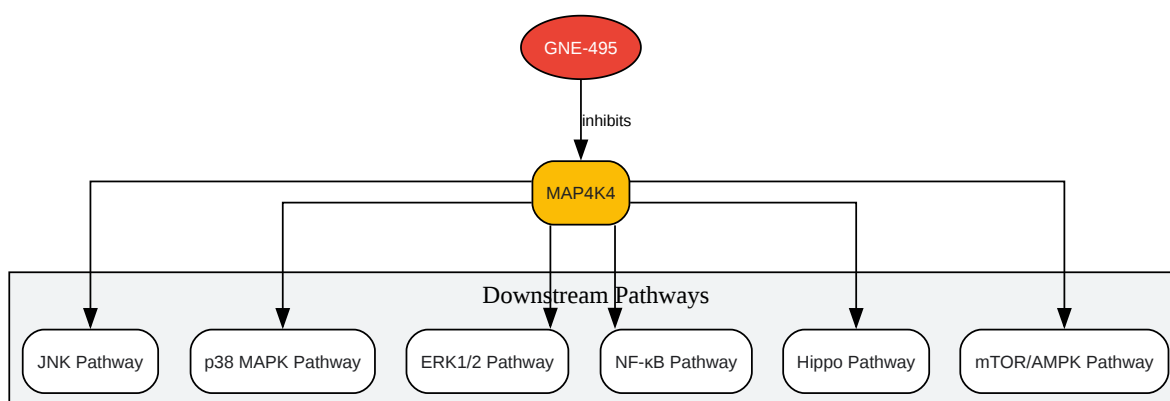 GNE-495
inhibits
MAP4K4
Downstream Pathways
JNK Pathway
p38 MAPK Pathway
ERK1/2 Pathway
NF-κB Pathway
Hippo Pathway
mTOR/AMPK Pathway